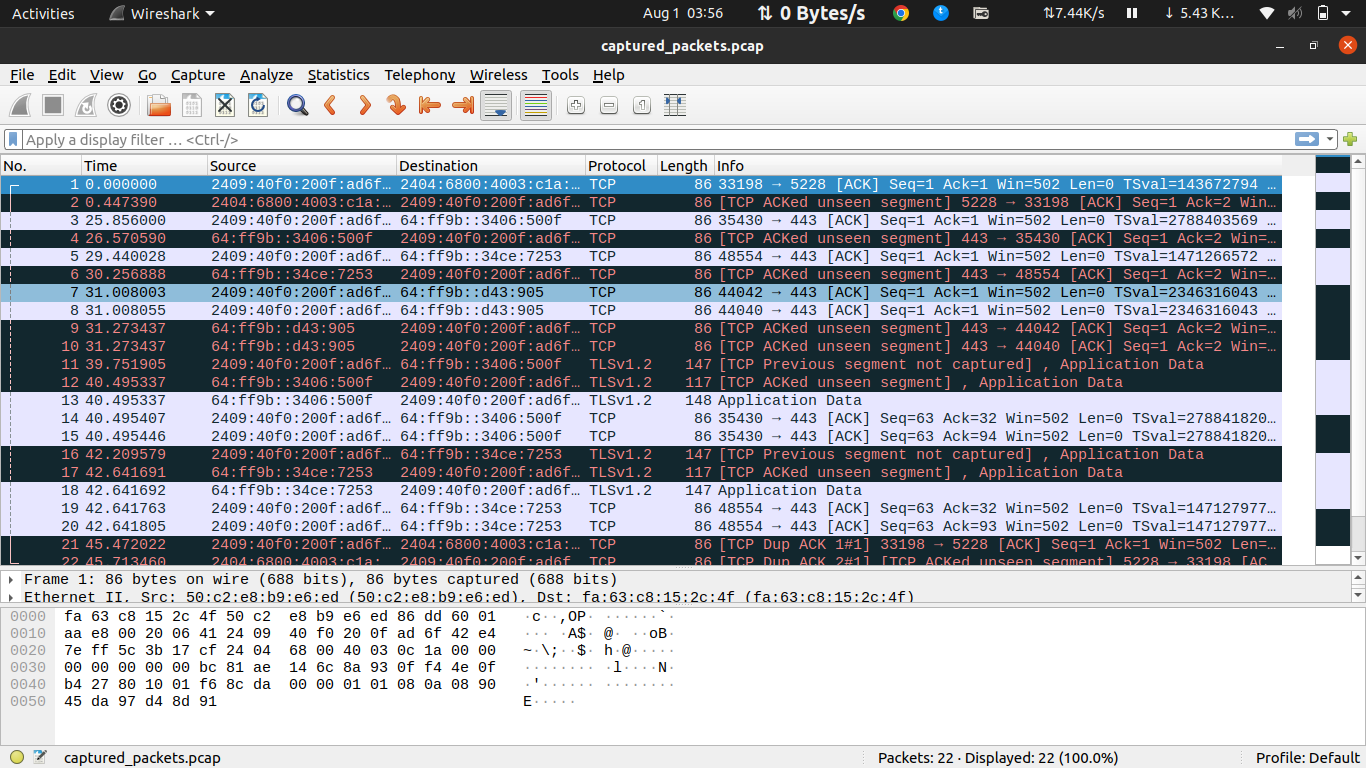 Activities Wireshark Aug 1 03:56 0 Bytes/s 7.44K/s 5.43 K...
captured_packets.pcap
File Edit View Go Capture Analyze Statistics Telephony Wireless Tools Help
Apply a display filter … <Ctrl-/>
No. Time Source Destination Protocol Length Info
1 0.000000 2409:40f0:200f:ad6f… 2404:6800:4003:c1a:… TCP 86 33198 → 5228 [ACK] Seq=1 Ack=1 Win=502 Len=0 TSval=143672794 …
2 0.447390 2404:6800:4003:c1a:… 2409:40f0:200f:ad6f… TCP 86 [TCP ACKed unseen segment] 5228 → 33198 [ACK] Seq=1 Ack=2 Win…
3 25.856000 2409:40f0:200f:ad6f… 64:ff9b::3406:500f TCP 86 35430 → 443 [ACK] Seq=1 Ack=1 Win=502 Len=0 TSval=2788403569 …
4 26.570590 64:ff9b::3406:500f 2409:40f0:200f:ad6f… TCP 86 [TCP ACKed unseen segment] 443 → 35430 [ACK] Seq=1 Ack=2 Win=…
5 29.440028 2409:40f0:200f:ad6f… 64:ff9b::34ce:7253 TCP 86 48554 → 443 [ACK] Seq=1 Ack=1 Win=502 Len=0 TSval=1471266572 …
6 30.256888 64:ff9b::34ce:7253 2409:40f0:200f:ad6f… TCP 86 [TCP ACKed unseen segment] 443 → 48554 [ACK] Seq=1 Ack=2 Win=…
7 31.008003 2409:40f0:200f:ad6f… 64:ff9b::d43:905 TCP 86 44042 → 443 [ACK] Seq=1 Ack=1 Win=502 Len=0 TSval=2346316043 …
8 31.008055 2409:40f0:200f:ad6f… 64:ff9b::d43:905 TCP 86 44040 → 443 [ACK] Seq=1 Ack=1 Win=502 Len=0 TSval=2346316043 …
9 31.273437 64:ff9b::d43:905 2409:40f0:200f:ad6f… TCP 86 [TCP ACKed unseen segment] 443 → 44042 [ACK] Seq=1 Ack=2 Win=…
10 31.273437 64:ff9b::d43:905 2409:40f0:200f:ad6f… TCP 86 [TCP ACKed unseen segment] 443 → 44040 [ACK] Seq=1 Ack=2 Win=…
11 39.751905 2409:40f0:200f:ad6f… 64:ff9b::3406:500f TLSv1.2 147 [TCP Previous segment not captured] , Application Data
12 40.495337 64:ff9b::3406:500f 2409:40f0:200f:ad6f… TLSv1.2 117 [TCP ACKed unseen segment] , Application Data
13 40.495337 64:ff9b::3406:500f 2409:40f0:200f:ad6f… TLSv1.2 148 Application Data
14 40.495407 2409:40f0:200f:ad6f… 64:ff9b::3406:500f TCP 86 35430 → 443 [ACK] Seq=63 Ack=32 Win=502 Len=0 TSval=278841820…
15 40.495446 2409:40f0:200f:ad6f… 64:ff9b::3406:500f TCP 86 35430 → 443 [ACK] Seq=63 Ack=94 Win=502 Len=0 TSval=278841820…
16 42.209579 2409:40f0:200f:ad6f… 64:ff9b::34ce:7253 TLSv1.2 147 [TCP Previous segment not captured] , Application Data
17 42.641691 64:ff9b::34ce:7253 2409:40f0:200f:ad6f… TLSv1.2 117 [TCP ACKed unseen segment] , Application Data
18 42.641692 64:ff9b::34ce:7253 2409:40f0:200f:ad6f… TLSv1.2 147 Application Data
19 42.641763 2409:40f0:200f:ad6f… 64:ff9b::34ce:7253 TCP 86 48554 → 443 [ACK] Seq=63 Ack=32 Win=502 Len=0 TSval=147127977…
20 42.641805 2409:40f0:200f:ad6f… 64:ff9b::34ce:7253 TCP 86 48554 → 443 [ACK] Seq=63 Ack=93 Win=502 Len=0 TSval=147127977…
21 45.472022 2409:40f0:200f:ad6f… 2404:6800:4003:c1a:… TCP 86 [TCP Dup ACK 1#1] 33198 → 5228 [ACK] Seq=1 Ack=1 Win=502 Len=…
22 45.713460 2404:6800:4003:c1a:… 2409:40f0:200f:ad6f… TCP 86 [TCP Dup ACK 2#1] [TCP ACKed unseen segment] 5228 → 33198 [AC…
Frame 1: 86 bytes on wire (688 bits), 86 bytes captured (688 bits)
Ethernet II, Src: 50:c2:e8:b9:e6:ed (50:c2:e8:b9:e6:ed), Dst: fa:63:c8:15:2c:4f (fa:63:c8:15:2c:4f)
0000 fa 63 c8 15 2c 4f 50 c2 e8 b9 e6 ed 86 dd 60 01 ·c··,OP· ······`·
0010 aa e8 00 20 06 41 24 09 40 f0 20 0f ad 6f 42 e4 ··· ·A$· @· ··oB·
0020 7e ff 5c 3b 17 cf 24 04 68 00 40 03 0c 1a 00 00 ~·\;··$· h·@·····
0030 00 00 00 00 00 bc 81 ae 14 6c 8a 93 0f f4 4e 0f ········ ·l····N·
0040 b4 27 80 10 01 f6 8c da 00 00 01 01 08 0a 08 90 ·'······ ········
0050 45 da 97 d4 8d 91 E·····
captured_packets.pcap Packets: 22 · Displayed: 22 (100.0%) Profile: Default